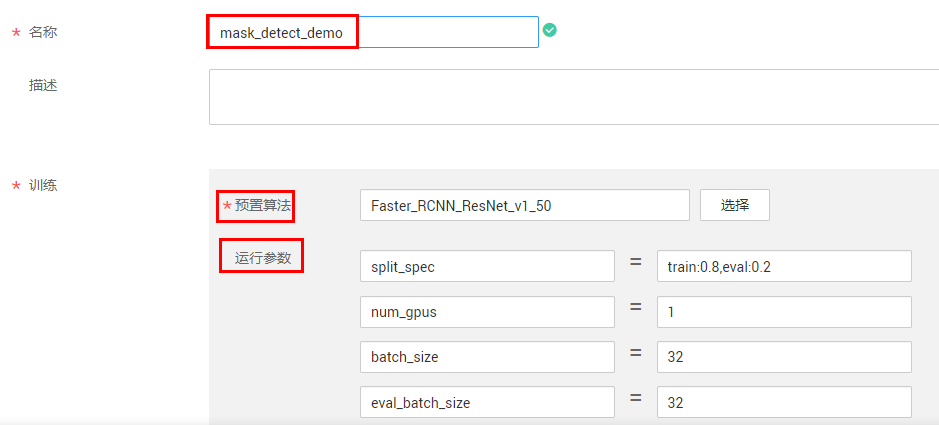 * 名称 mask_detect_demo
描述
* 训练
* 预置算法 Faster_RCNN_ResNet_v1_50 选择
运行参数
split_spec = train:0.8,eval:0.2
num_gpus = 1
batch_size = 32
eval_batch_size = 32